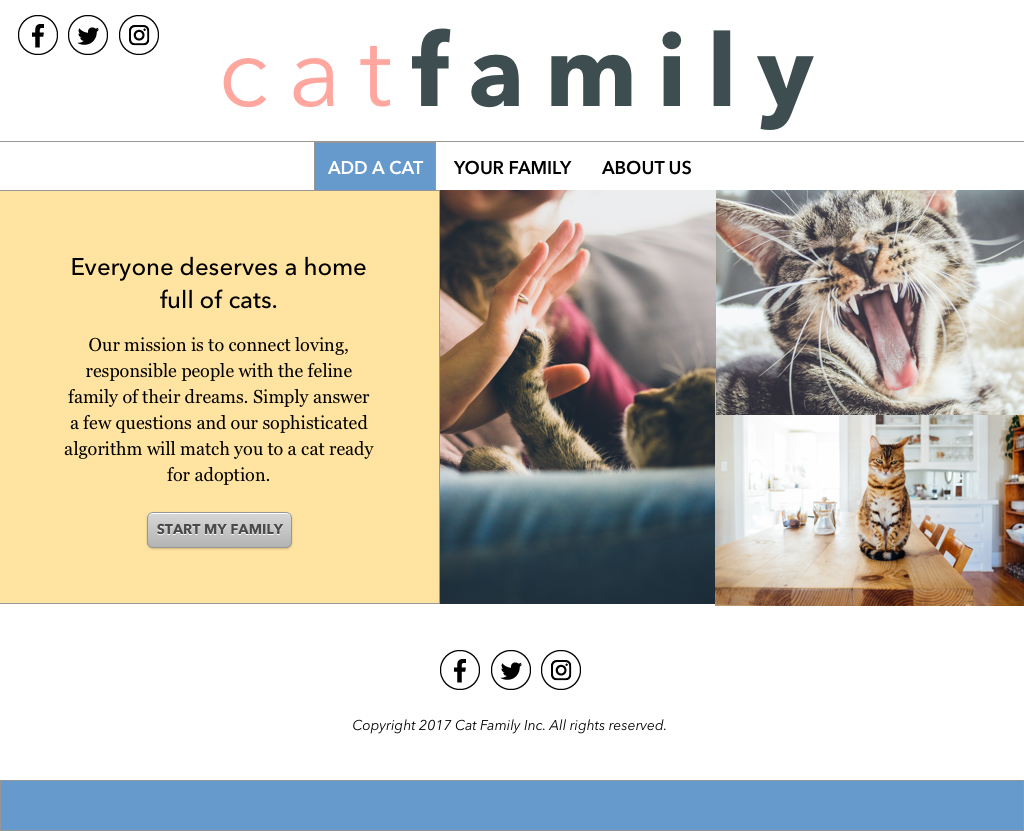 catfamily
ADD A CAT
YOUR FAMILY
ABOUT US
Everyone deserves a home
full of cats.
Our mission is to connect loving,
responsible people with the feline
family of their dreams. Simply answer
a few questions and our sophisticated
algorithm will match you to a cat ready
for adoption.
START MY FAMILY
Copyright 2017 Cat Family Inc. All rights reserved.